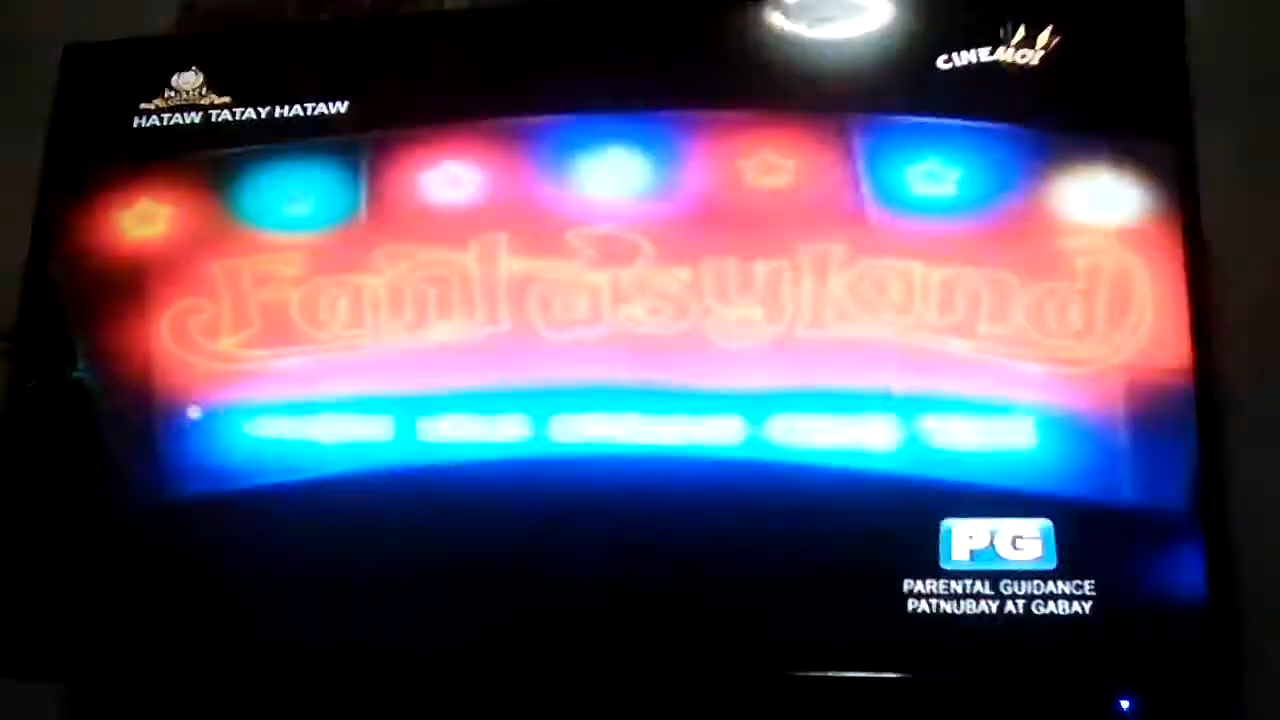 CINEMO!
HATAW TATAY HATAW
Fantasyland
PG
PARENTAL GUIDANCE
PATNUBAY AT GABAY